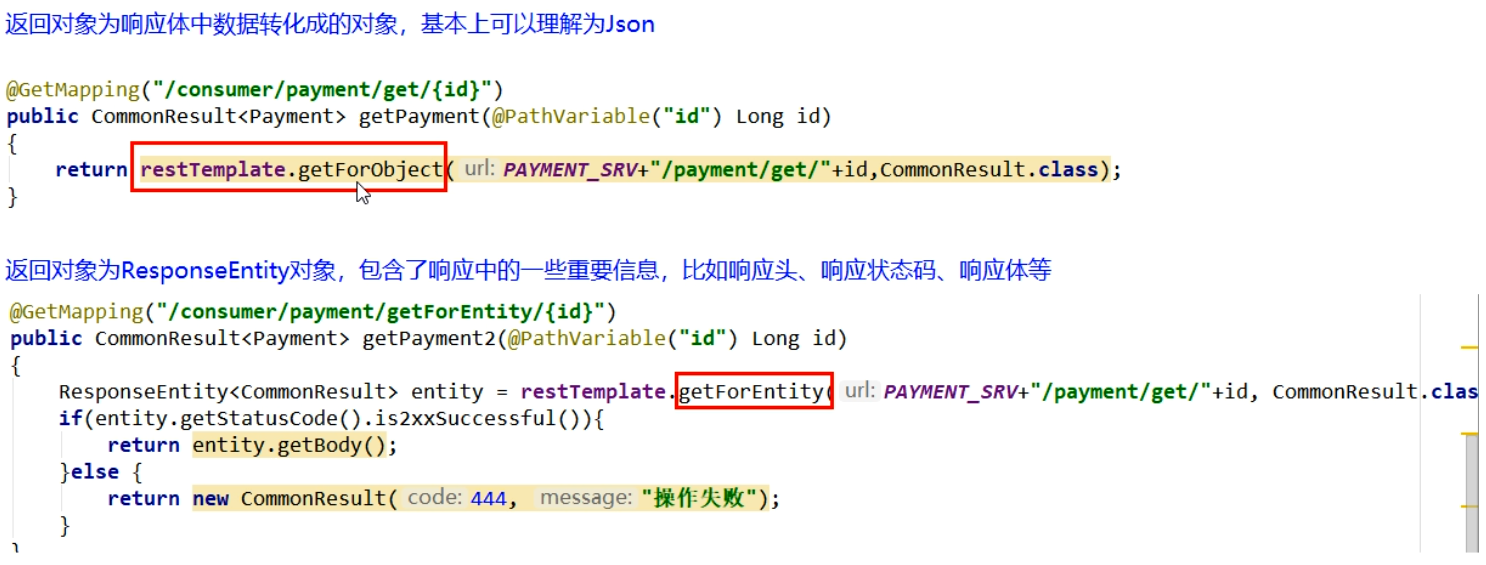 返回对象为响应体中数据转化成的对象，基本上可以理解为Json
@GetMapping("/consumer/payment/get/{id}")
public CommonResult<Payment> getPayment(@PathVariable("id") Long id)
{
return restTemplate.getForObject( url: PAYMENT_SRV+"/payment/get/"+id,CommonResult.class);
}
返回对象为ResponseEntity对象，包含了响应中的一些重要信息，比如响应头、响应状态码、响应体等
@GetMapping("/consumer/payment/getForEntity/{id}")
public CommonResult<Payment> getPayment2(@PathVariable("id") Long id)
{
ResponseEntity<CommonResult> entity = restTemplate.getForEntity( url: PAYMENT_SRV+"/payment/get/"+id, CommonResult.clas
if(entity.getStatusCode().is2xxSuccessful()){
return entity.getBody();
}else {
return new CommonResult( code: 444, message: "操作失败");
}
}